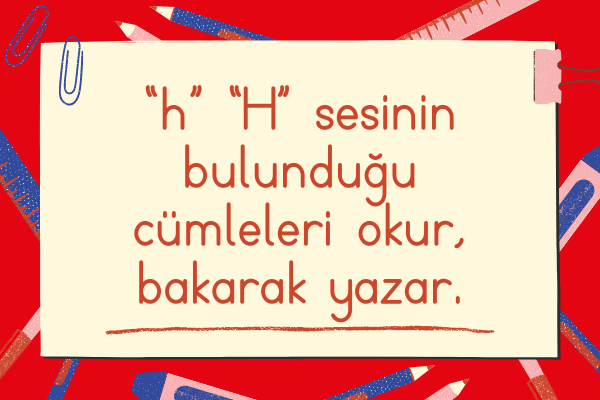 "h" "H" sesinin
bulunduğu
cümleleri okur,
bakarak yazar.